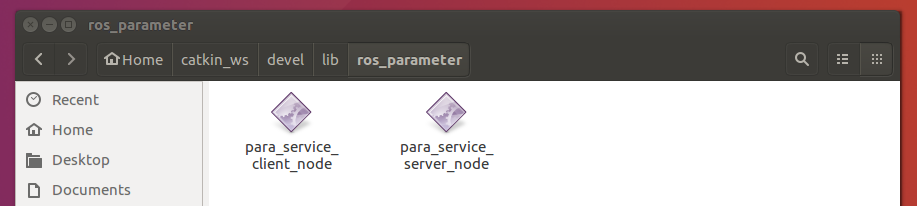 ros_parameter
Home catkin_ws devel lib ros_parameter
Recent
Home
Desktop
Documents
para_service_
client_node
para_service_
server_node